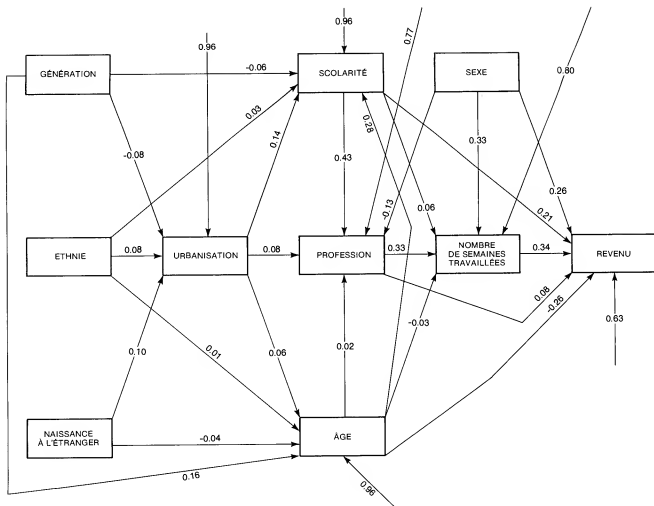 0.96
0.96
0.77
0.80
GÉNÉRATION
-0.06
SCOLARITÉ
SEXE
0.03
0.28
0.14
0.33
-0.08
0.43
-0.13
0.26
0.06
0.21
ETHNIE
0.08
URBANISATION
0.08
PROFESSION
0.33
NOMBRE
DE SEMAINES
TRAVAILLÉES
0.34
REVENU
0.08
-0.26
0.10
0.01
0.06
0.02
-0.03
0.63
NAISSANCE
À L'ÉTRANGER
-0.04
ÂGE
0.16
0.96